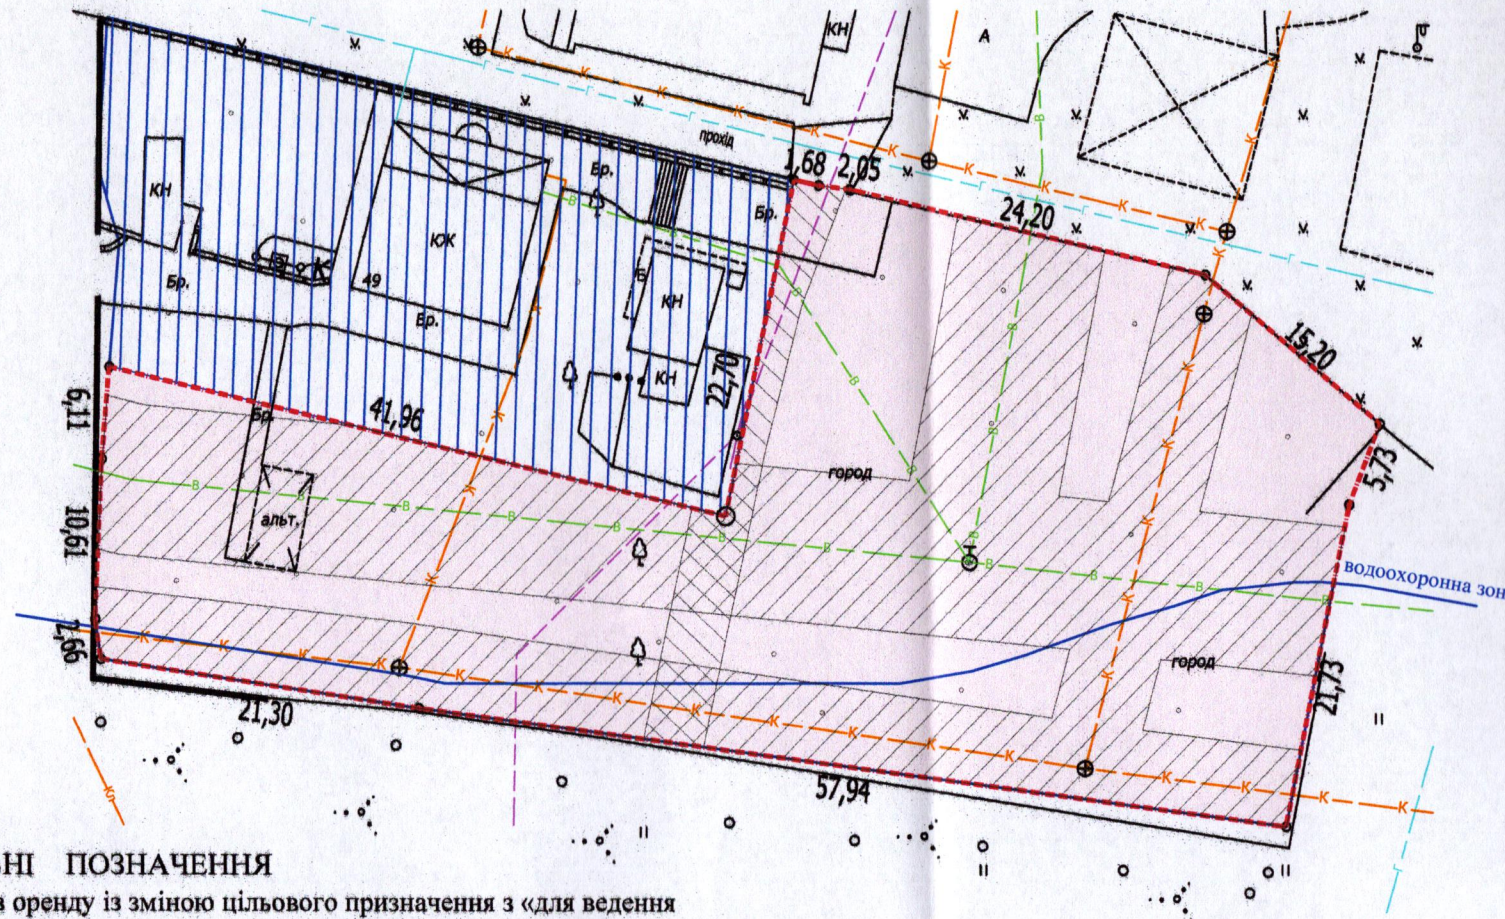 КН
А
прохід
1,68
2,05
Бр.
Бр.
24,20
КН
КЖ
49
Бр.
Бр.
Б
КН
КН
15,20
22,70
6,11
41,96
Бр.
город
5,73
альт.
10,61
водоохоронна зон
7,66
город
21,73
21,30
57,94
НІ ПОЗНАЧЕННЯ
в оренду із зміною цільового призначення з «для ведення